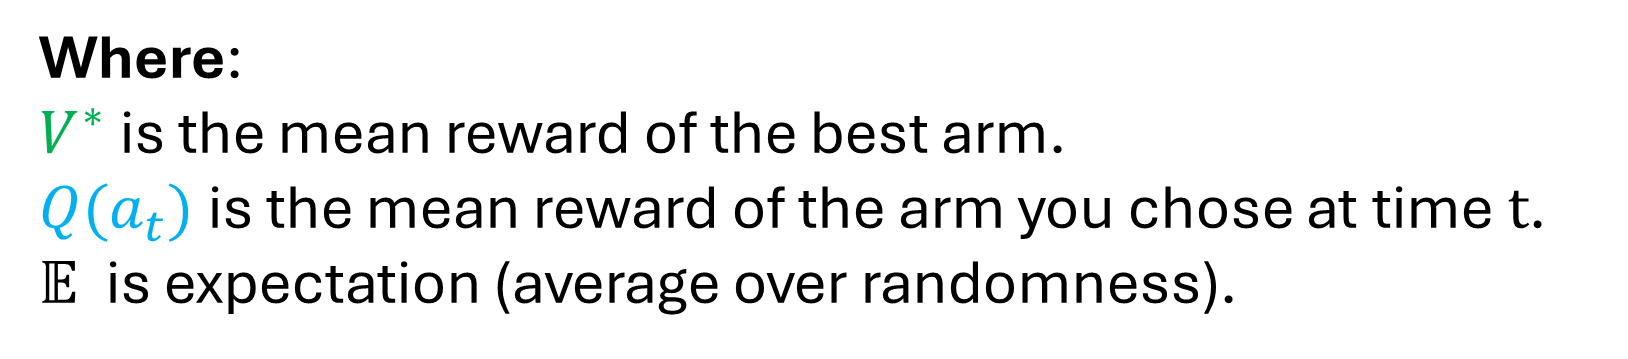 Where:
V* is the mean reward of the best arm.
Q(aₜ) is the mean reward of the arm you chose at time t.
𝔼 is expectation (average over randomness).